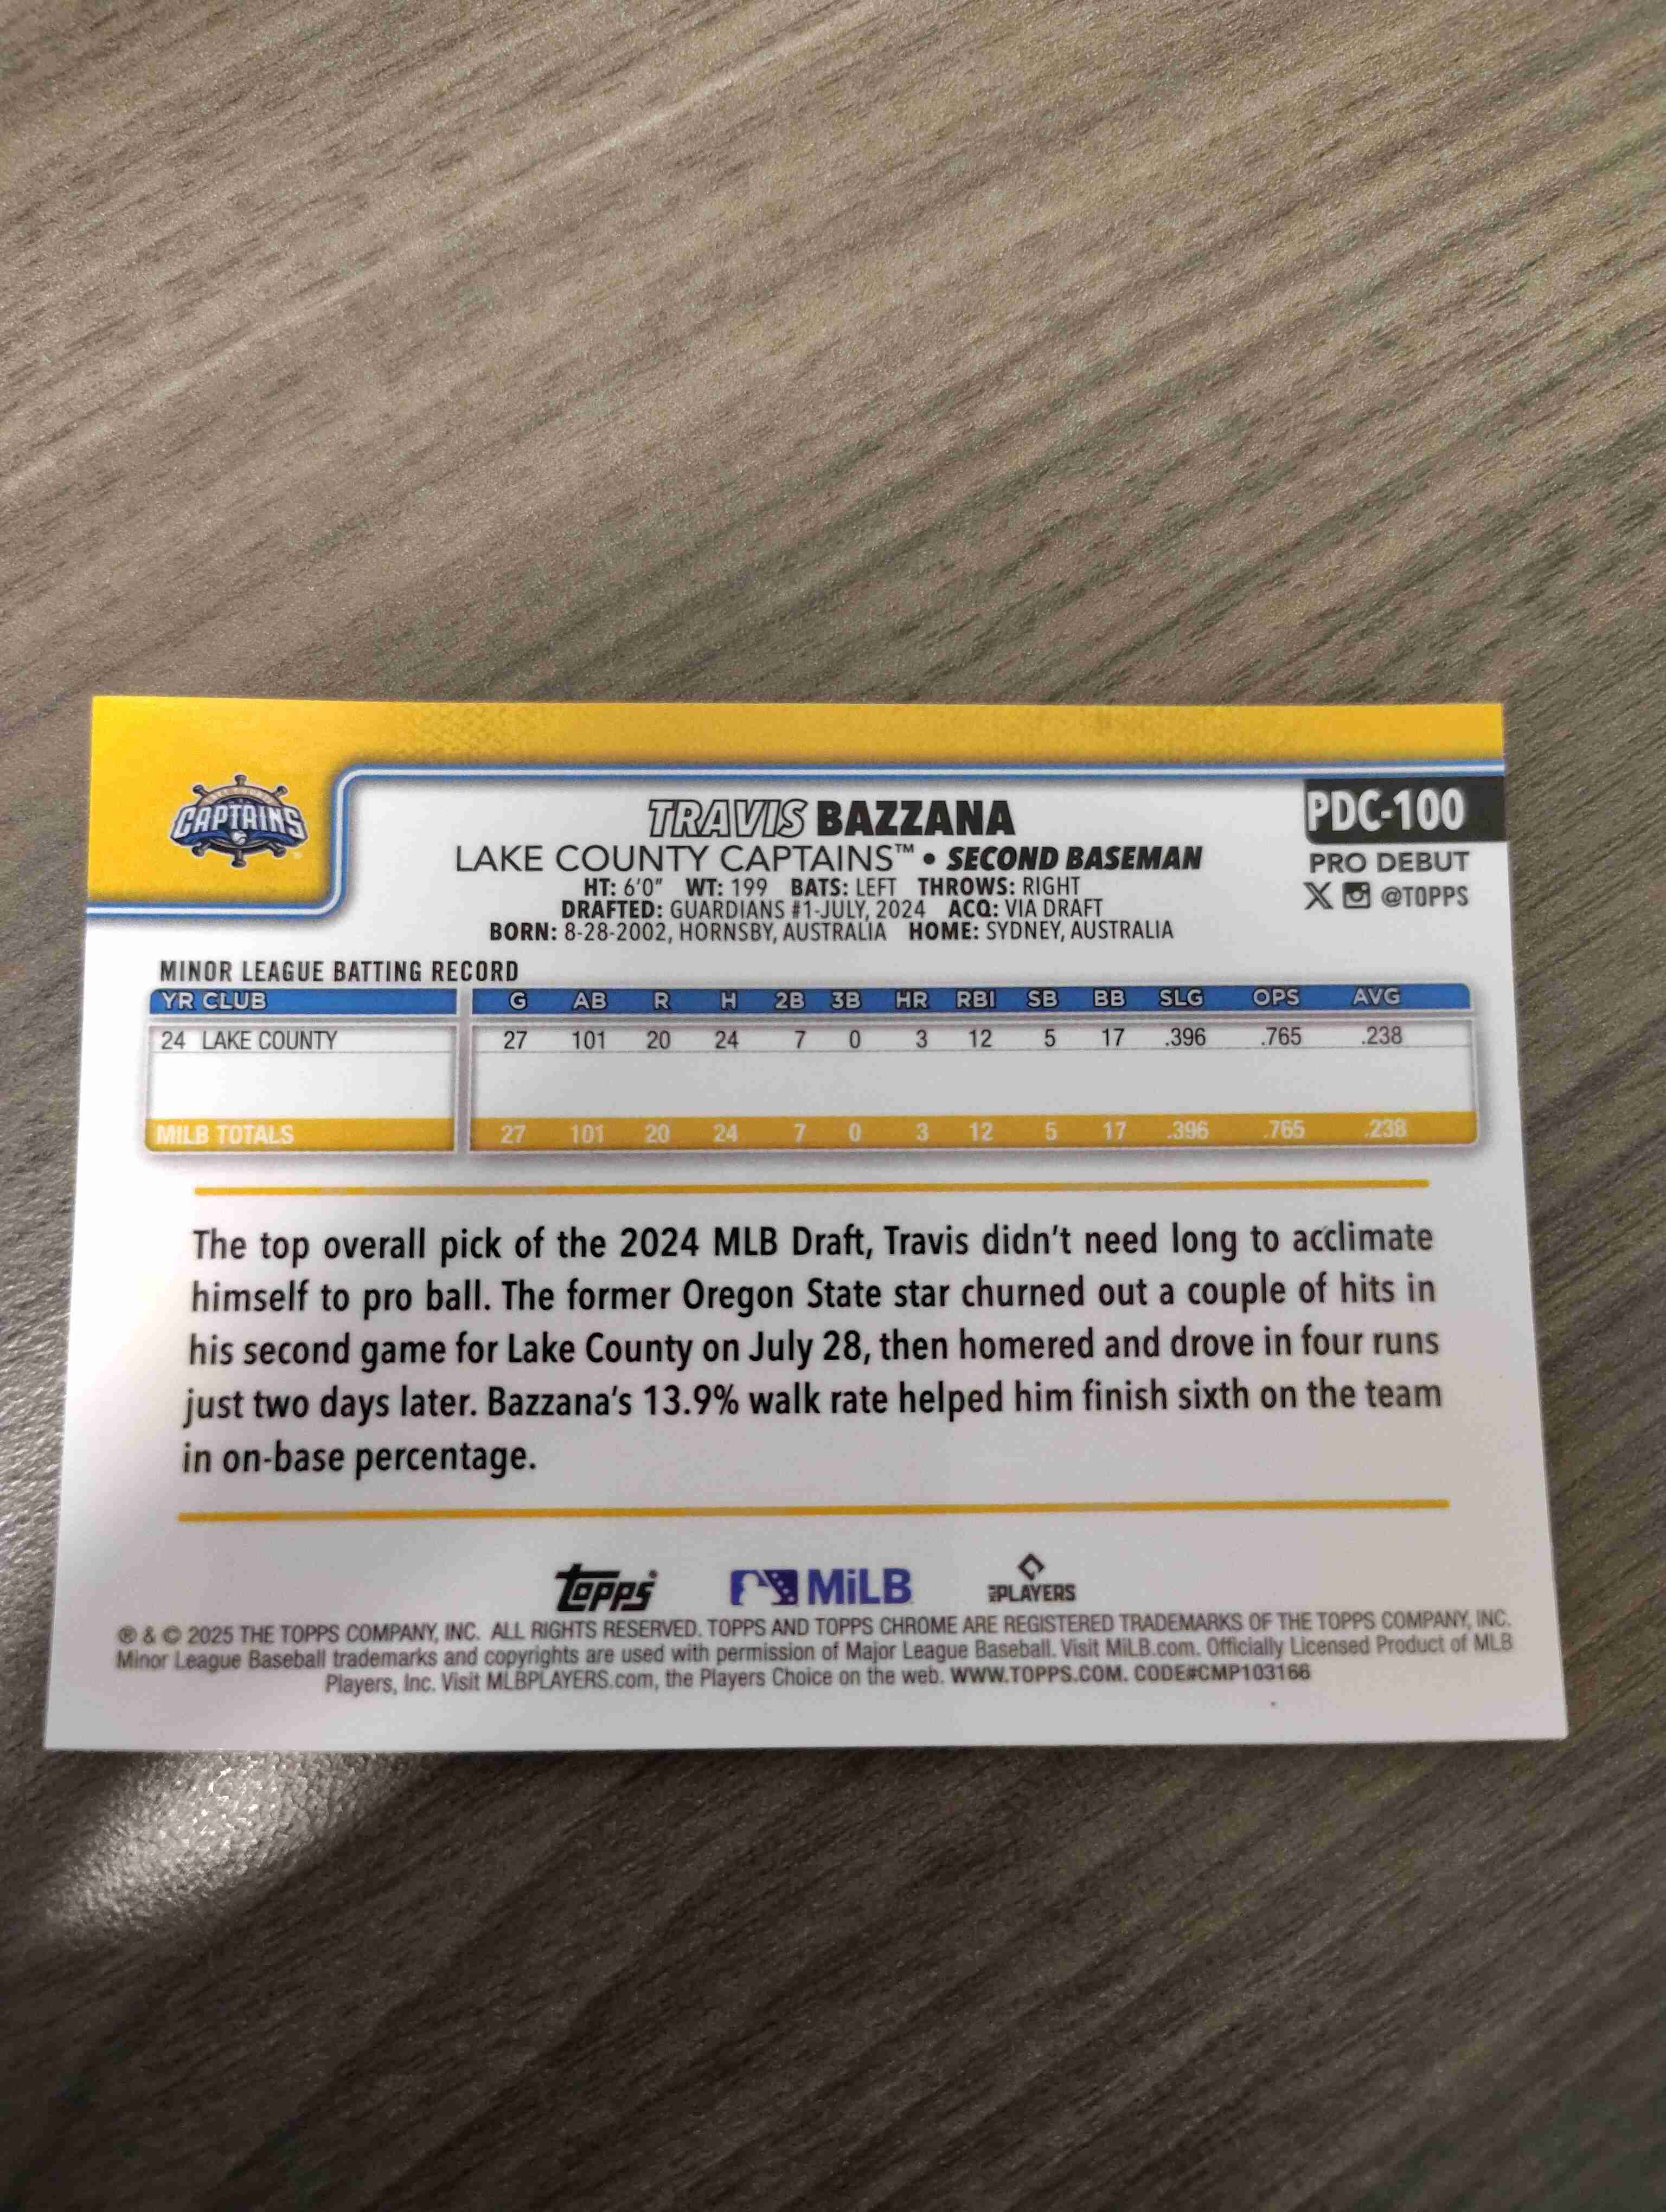 CAPTAINS
TRAVIS BAZZANA
PDC-100
LAKE COUNTY CAPTAINS™ • SECOND BASEMAN
PRO DEBUT
HT: 6'0" WT: 199 BATS: LEFT THROWS: RIGHT
@TOPPS
DRAFTED: GUARDIANS #1-JULY, 2024 ACQ: VIA DRAFT
BORN: 8-28-2002, HORNSBY, AUSTRALIA HOME: SYDNEY, AUSTRALIA
MINOR LEAGUE BATTING RECORD
YR CLUB G AB R H 2B 3B HR RBI SB BB SLG OPS AVG
24 LAKE COUNTY 27 101 20 24 7 0 3 12 5 17 .396 .765 .238
MILB TOTALS 27 101 20 24 7 0 3 12 5 17 .396 .765 .238
The top overall pick of the 2024 MLB Draft, Travis didn't need long to acclimate
himself to pro ball. The former Oregon State star churned out a couple of hits in
his second game for Lake County on July 28, then homered and drove in four runs
just two days later. Bazzana's 13.9% walk rate helped him finish sixth on the team
in on-base percentage.
topps MiLB PLAYERS
® & © 2025 THE TOPPS COMPANY, INC. ALL RIGHTS RESERVED. TOPPS AND TOPPS CHROME ARE REGISTERED TRADEMARKS OF THE TOPPS COMPANY, INC.
Minor League Baseball trademarks and copyrights are used with permission of Major League Baseball. Visit MiLB.com. Officially Licensed Product of MLB
Players, Inc. Visit MLBPLAYERS.com, the Players Choice on the web. WWW.TOPPS.COM. CODE#CMP103166